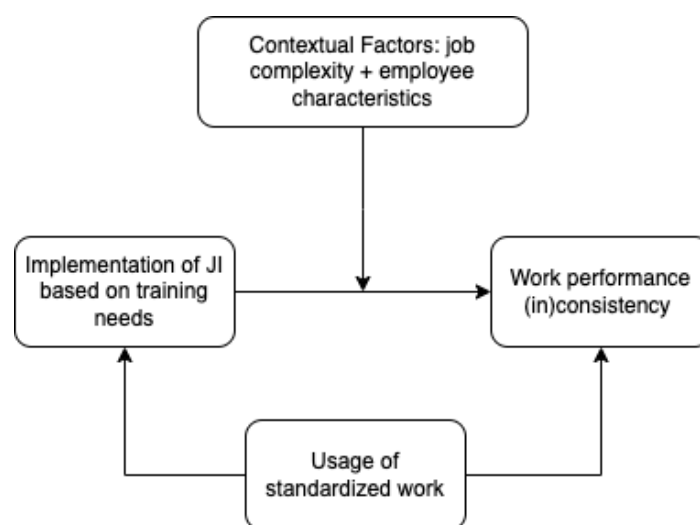 Contextual Factors: job
complexity + employee
characteristics
Implementation of JI
based on training
needs
Work performance
(in)consistency
Usage of
standardized work